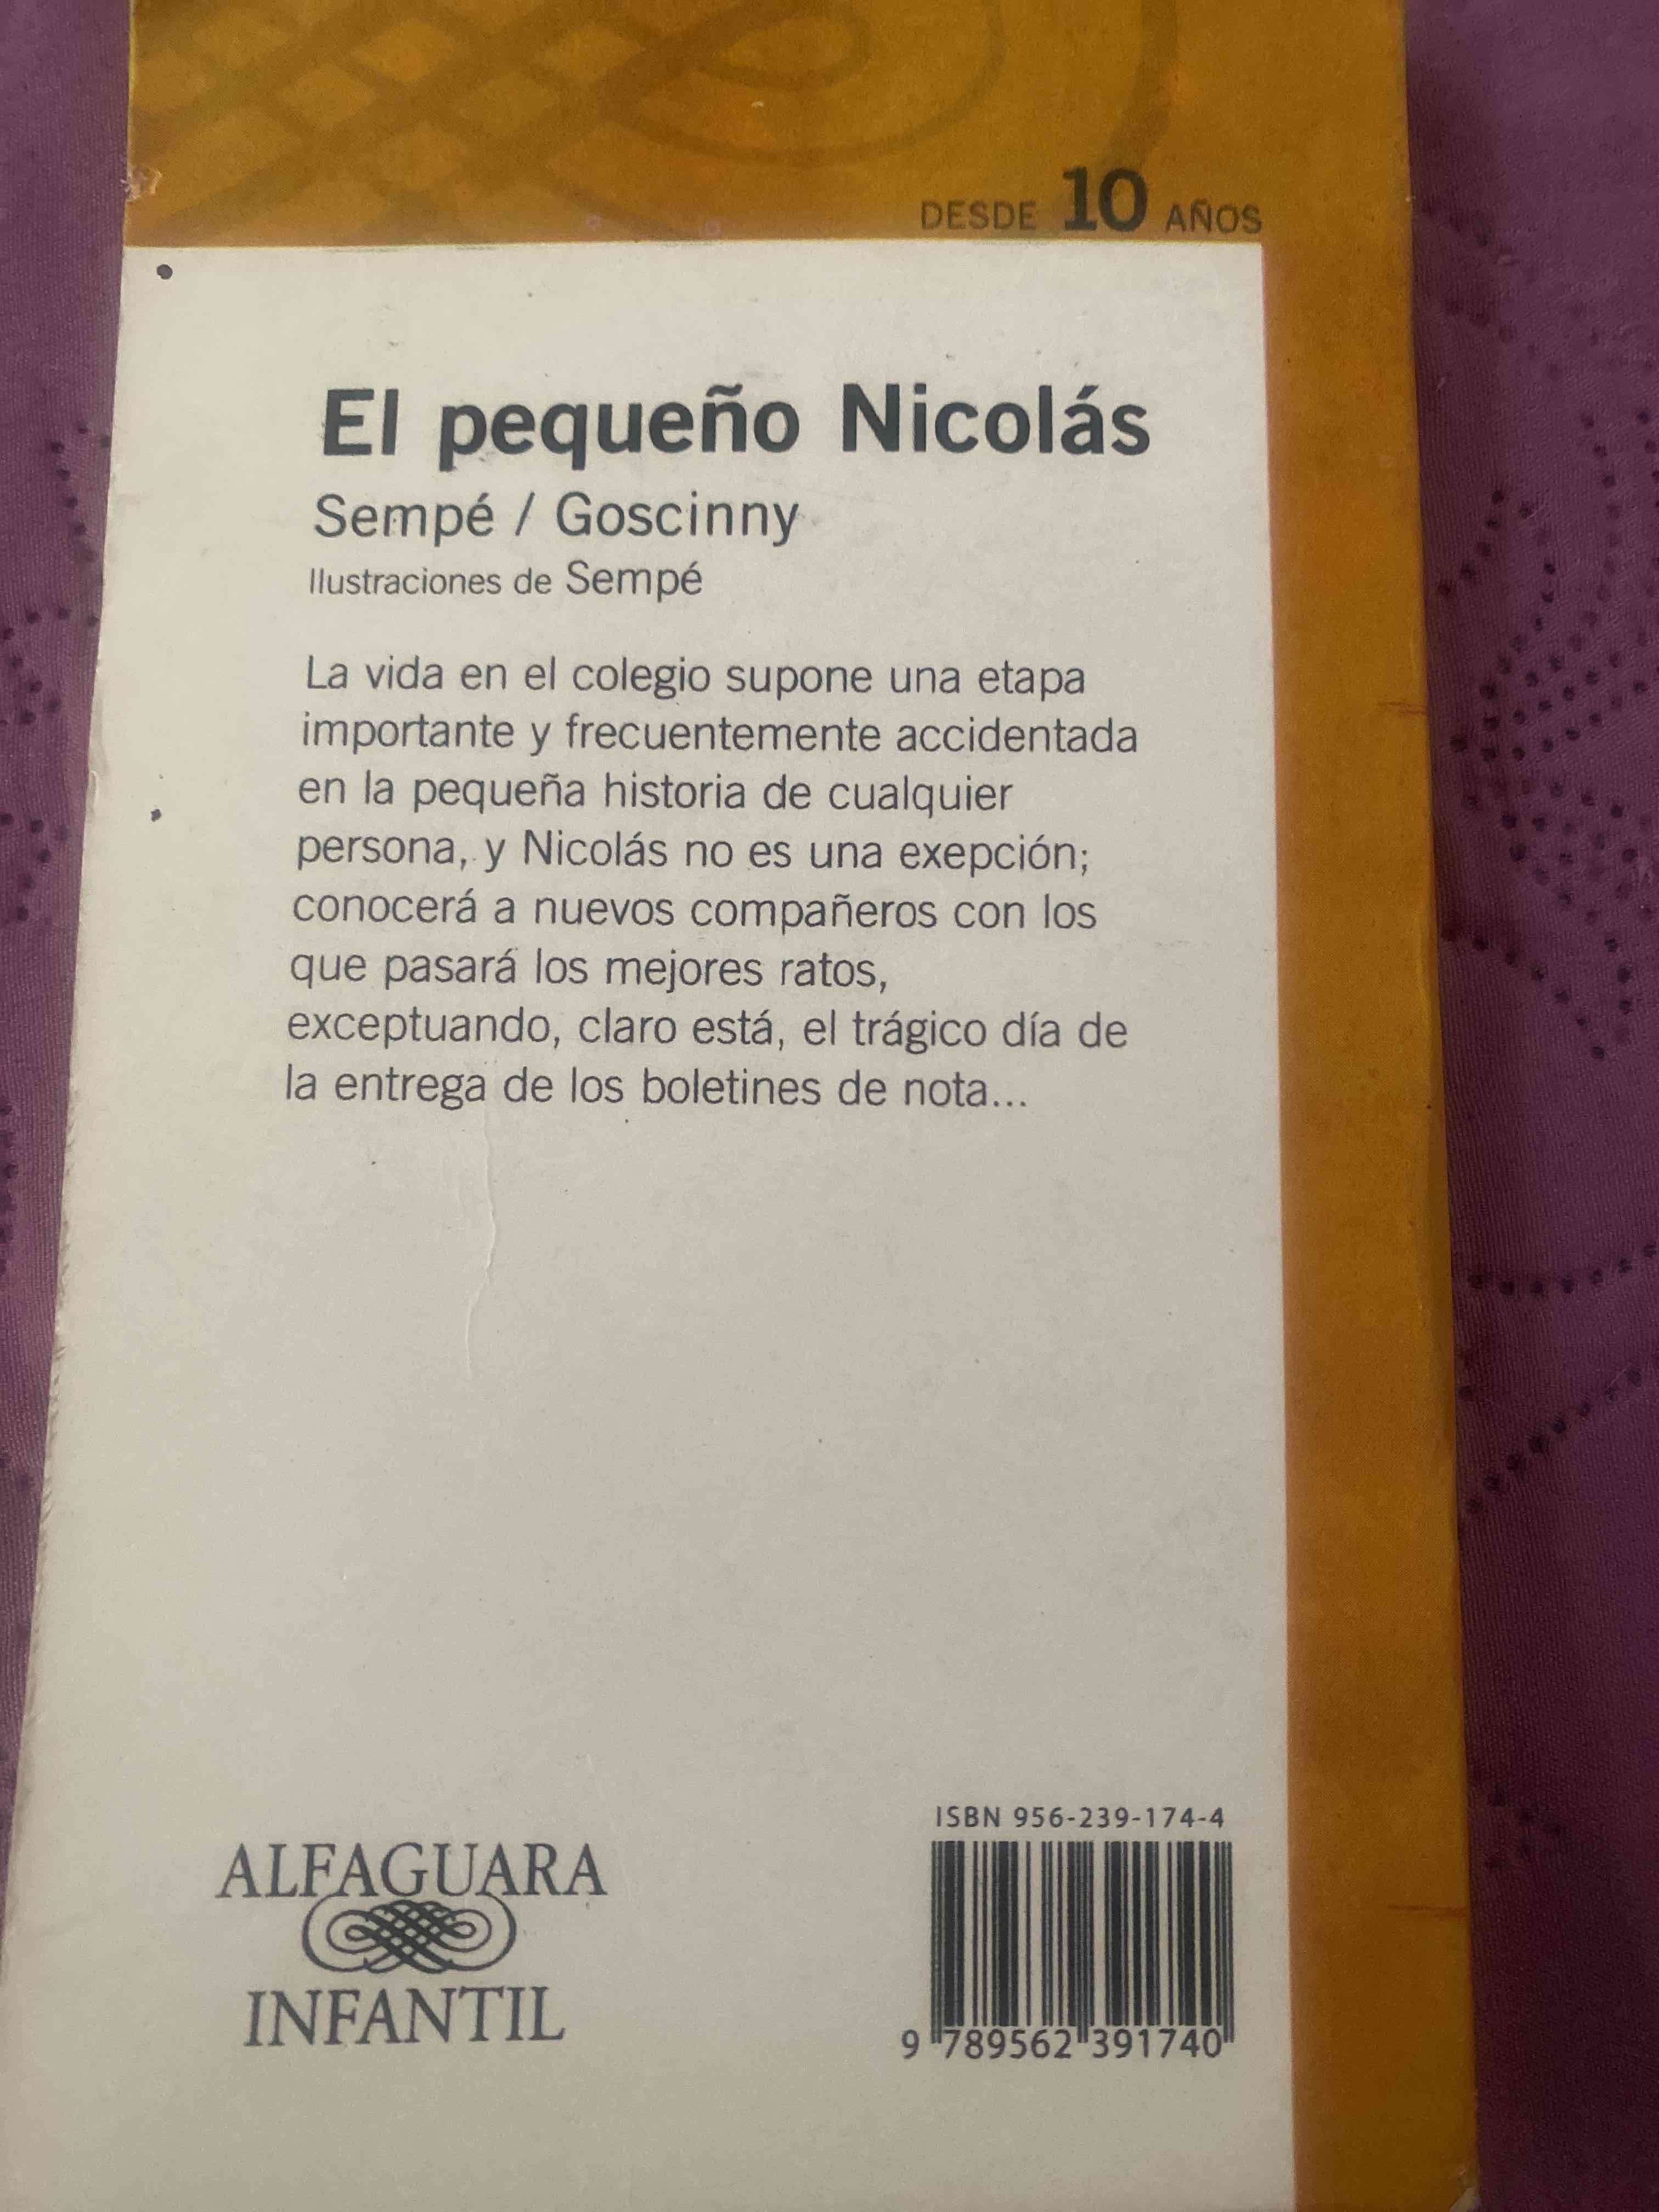 DESDE 10 AÑOS
El pequeño Nicolás
Sempé / Goscinny
Ilustraciones de Sempé
La vida en el colegio supone una etapa
importante y frecuentemente accidentada
en la pequeña historia de cualquier
persona, y Nicolás no es una exepción;
conocerá a nuevos compañeros con los
que pasará los mejores ratos,
exceptuando, claro está, el trágico día de
la entrega de los boletines de nota...
ALFAGUARA
INFANTIL
ISBN 956-239-174-4
9 789562 391740